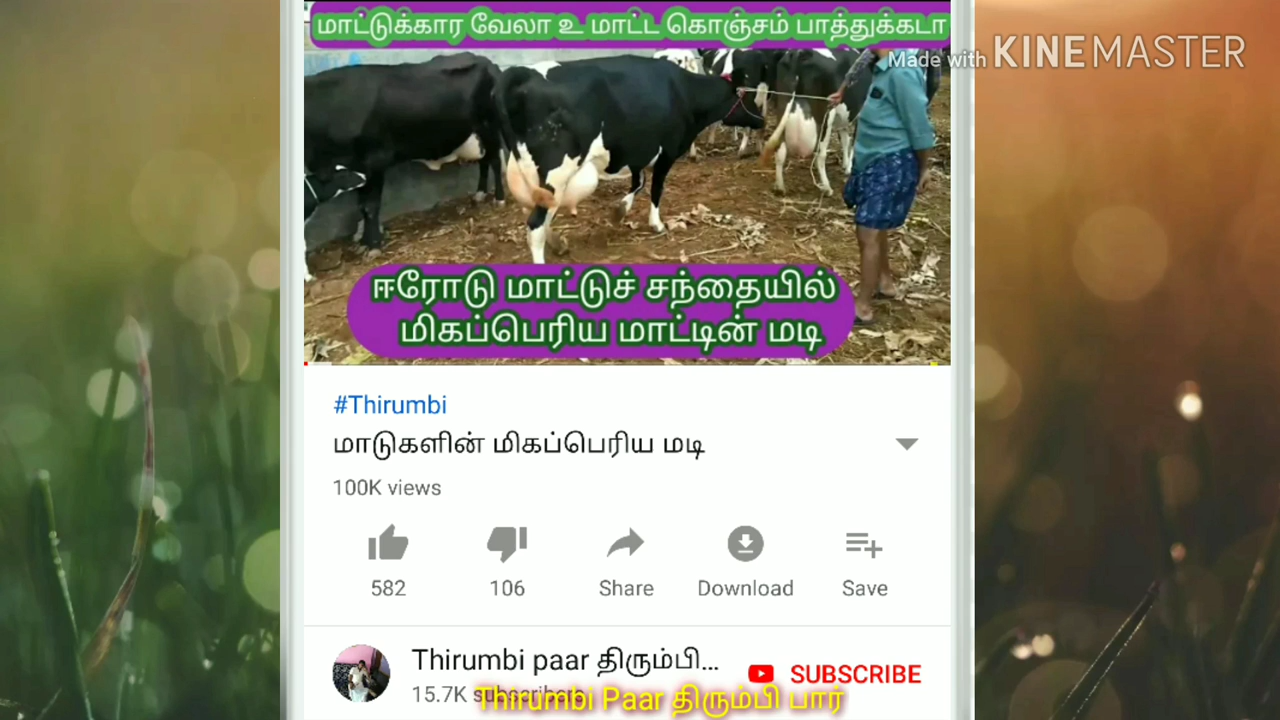 மாட்டுக்கார வேலா உ மாட்ட கொஞ்சம் பாத்துக்கடா
Made with KINEMASTER
ஈரோடு மாட்டுச் சந்தையில்
மிகப்பெரிய மாட்டின் மடி
#Thirumbi
மாடுகளின் மிகப்பெரிய மடி
100K views
582 106 Share Download Save
Thirumbi paar திரும்பி...
SUBSCRIBE
15.7K subscribers
Thirumbi Paar திரும்பி பார்